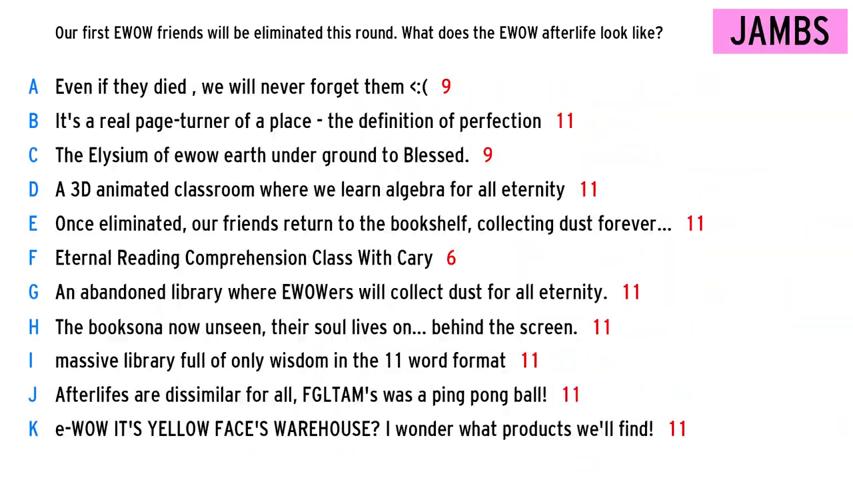 Our first EWOW friends will be eliminated this round. What does the EWOW afterlife look like?
JAMBS
A Even if they died , we will never forget them <:( 9
B It's a real page-turner of a place - the definition of perfection 11
C The Elysium of ewow earth under ground to Blessed. 9
D A 3D animated classroom where we learn algebra for all eternity 11
E Once eliminated, our friends return to the bookshelf, collecting dust forever... 11
F Eternal Reading Comprehension Class With Cary 6
G An abandoned library where EWOWers will collect dust for all eternity. 11
H The booksona now unseen, their soul lives on... behind the screen. 11
I massive library full of only wisdom in the 11 word format 11
J Afterlifes are dissimilar for all, FGLTAM's was a ping pong ball! 11
K e-WOW IT'S YELLOW FACE'S WAREHOUSE? I wonder what products we'll find! 11